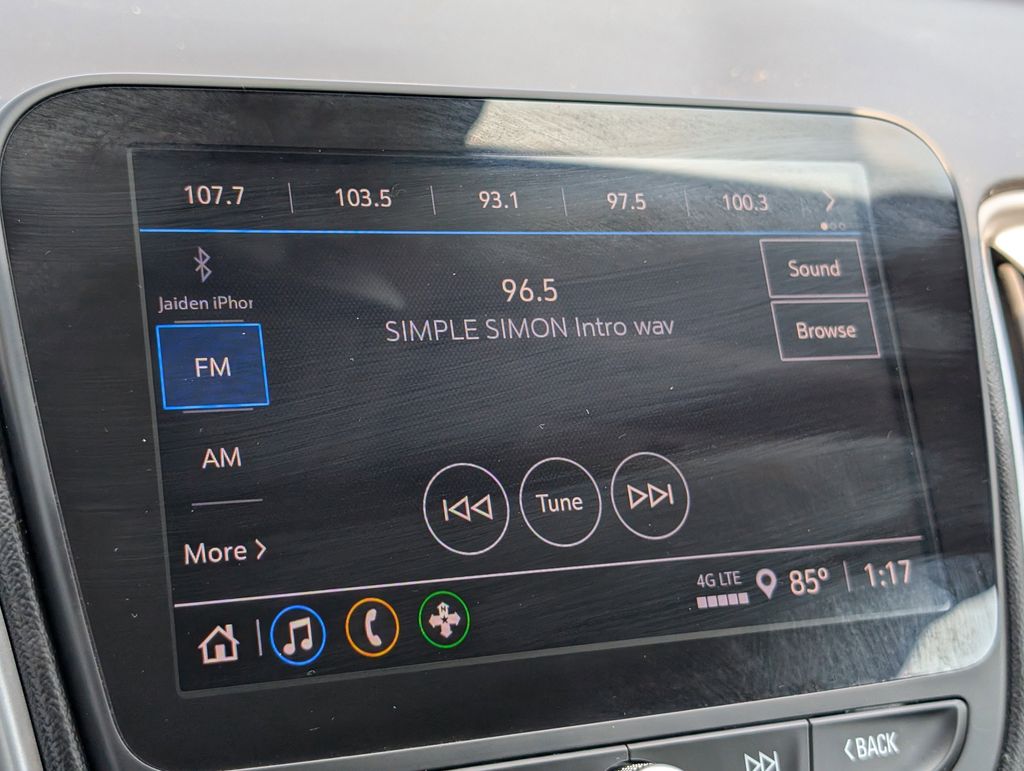 107.7 103.5 93.1 97.5 100.3
Jaiden iPhor
96.5
SIMPLE SIMON Intro wav
Sound
Browse
FM
AM
Tune
More
4G LTE 85° 1:17
N
BACK